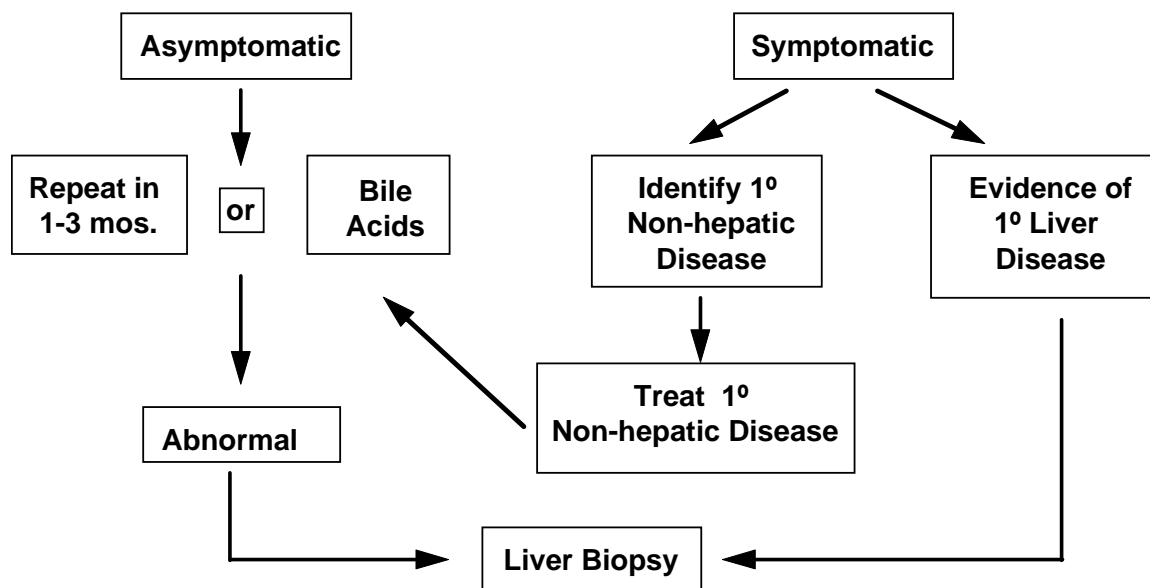 Asymptomatic
Symptomatic
Repeat in
1-3 mos.
or
Bile
Acids
Identify 1º
Non-hepatic
Disease
Evidence of
1º Liver
Disease
Treat 1º
Non-hepatic Disease
Abnormal
Liver Biopsy